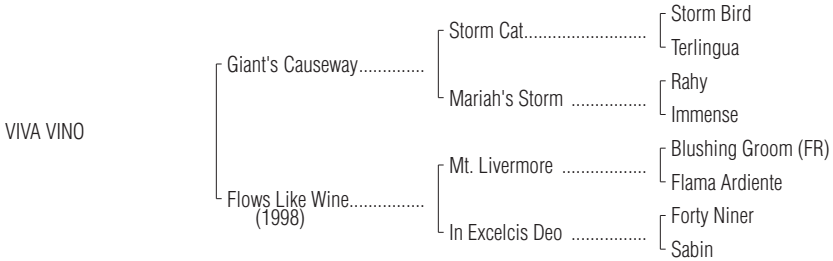 Storm Bird
Storm Cat........................
Terlingua
Giant's Causeway..............
Rahy
Mariah's Storm ................
Immense
VIVA VINO
Blushing Groom (FR)
Mt. Livermore ..................
Flama Ardiente
Flows Like Wine................
(1998)
Forty Niner
In Excelcis Deo ................
Sabin